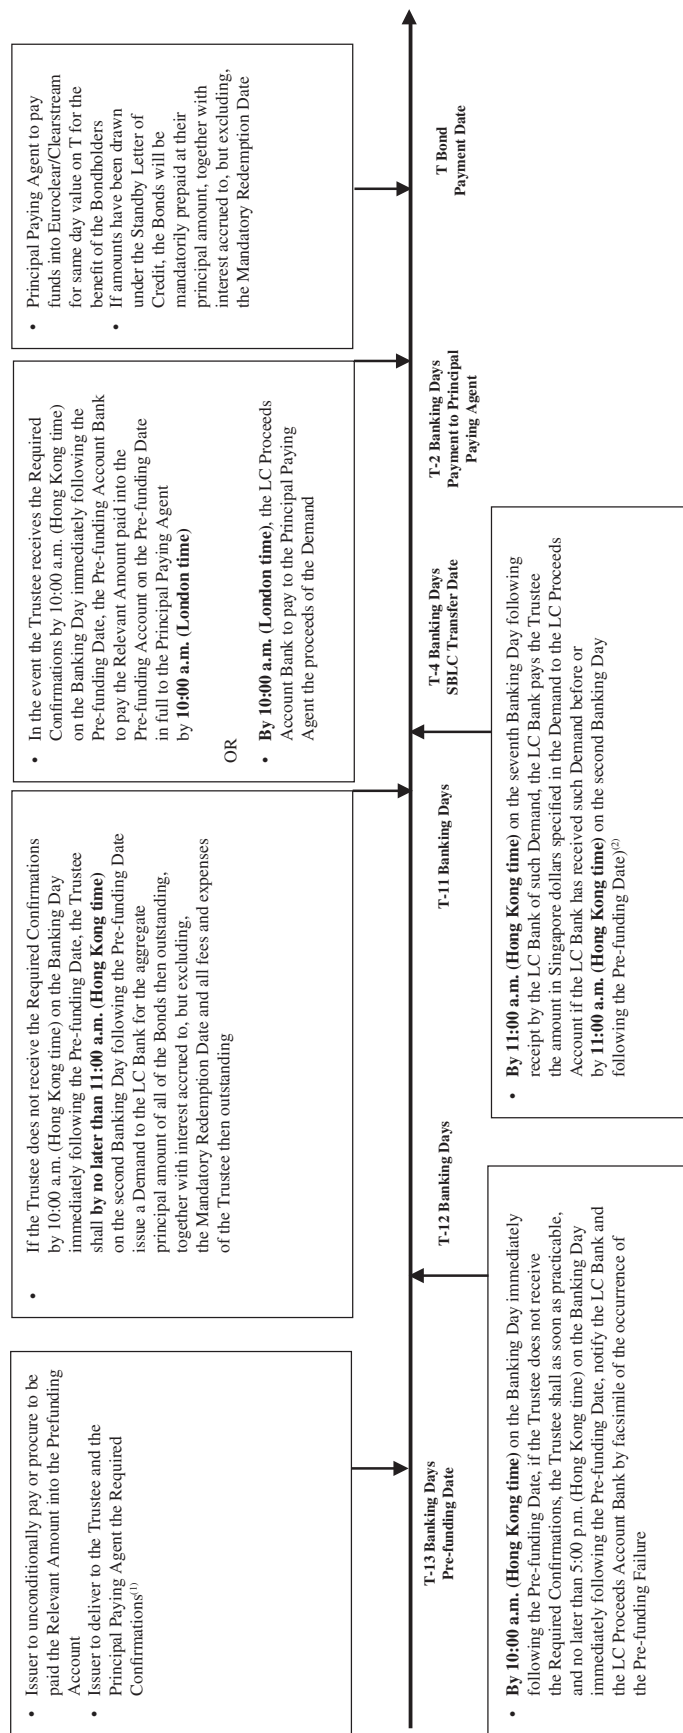 • Issuer to unconditionally pay or procure to be
paid the Relevant Amount into the Prefunding
Account
• Issuer to deliver to the Trustee and the
Principal Paying Agent the Required
Confirmations(1)
• If the Trustee does not receive the Required Confirmations
by 10:00 a.m. (Hong Kong time) on the Banking Day
immediately following the Pre-funding Date, the Trustee
shall by no later than 11:00 a.m. (Hong Kong time)
on the second Banking Day following the Pre-funding Date
issue a Demand to the LC Bank for the aggregate
principal amount of all of the Bonds then outstanding,
together with interest accrued to, but excluding,
the Mandatory Redemption Date and all fees and expenses
of the Trustee then outstanding
• In the event the Trustee receives the Required
Confirmations by 10:00 a.m. (Hong Kong time)
on the Banking Day immediately following the
Pre-funding Date, the Pre-funding Account Bank
to pay the Relevant Amount paid into the
Pre-funding Account on the Pre-funding Date
in full to the Principal Paying Agent
by 10:00 a.m. (London time)
OR
• By 10:00 a.m. (London time), the LC Proceeds
Account Bank to pay to the Principal Paying
Agent the proceeds of the Demand
• Principal Paying Agent to pay
funds into Euroclear/Clearstream
for same day value on T for the
benefit of the Bondholders
• If amounts have been drawn
under the Standby Letter of
Credit, the Bonds will be
mandatorily prepaid at their
principal amount, together with
interest accrued to, but excluding,
the Mandatory Redemption Date
T-13 Banking Days
Pre-funding Date
T-12 Banking Days
T-11 Banking Days
T-4 Banking Days
SBLC Transfer Date
T-2 Banking Days
Payment to Principal
Paying Agent
T Bond
Payment Date
• By 10:00 a.m. (Hong Kong time) on the Banking Day immediately
following the Pre-funding Date, if the Trustee does not receive
the Required Confirmations, the Trustee shall as soon as practicable,
and no later than 5:00 p.m. (Hong Kong time) on the Banking Day
immediately following the Pre-funding Date, notify the LC Bank and
the LC Proceeds Account Bank by facsimile of the occurrence of
the Pre-funding Failure
• By 11:00 a.m. (Hong Kong time) on the seventh Banking Day following
receipt by the LC Bank of such Demand, the LC Bank pays the Trustee
the amount in Singapore dollars specified in the Demand to the LC Proceeds
Account if the LC Bank has received such Demand before or
by 11:00 a.m. (Hong Kong time) on the second Banking Day
following the Pre-funding Date)(2)